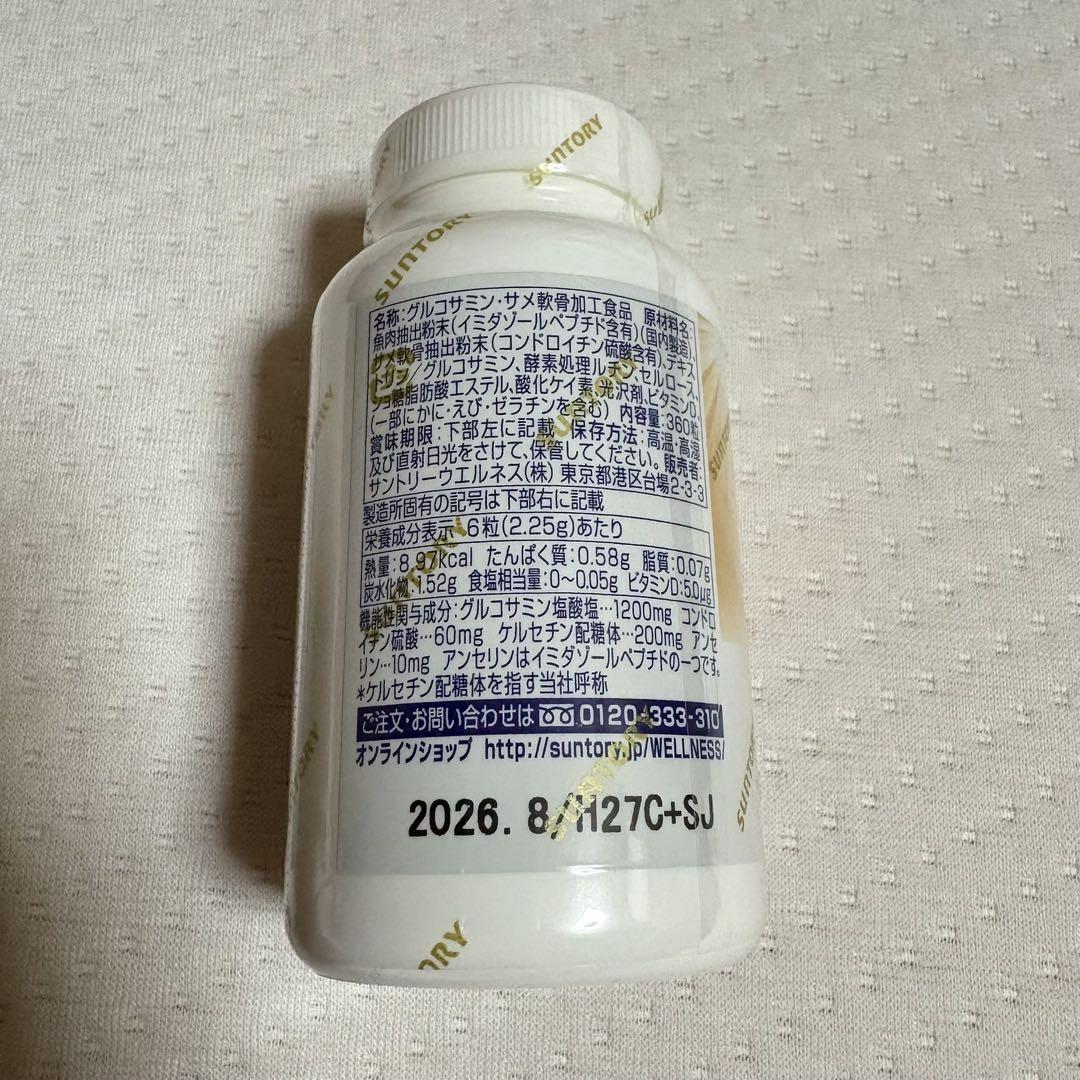 SUNTORY
SUNTORY
名称:グルコサミン・サメ軟骨加工食品 原材料名:
魚肉抽出粉末(イミダゾールペプチド含有)(国内製造)、
サメ軟骨抽出粉末(コンドロイチン硫酸含有)、デキス
トリン/グルコサミン、酵素処理ルチン、セルロース、
ショ糖脂肪酸エステル、酸化ケイ素、光沢剤、ビタミンD、
(一部にかに・えび・ゼラチンを含む) 内容量:360粒
賞味期限:下部左に記載 保存方法:高温・高湿
及び直射日光をさけて、保管してください。 販売者:
サントリーウエルネス(株) 東京都港区台場2-3-3
製造所固有の記号は下部右に記載
栄養成分表示 6粒(2.25g)あたり
熱量:8.97kcal たんぱく質:0.58g 脂質:0.07g
炭水化物:1.52g 食塩相当量:0〜0.05g ビタミンD:5.0μg
機能性関与成分:グルコサミン塩酸塩…1200mg コンドロ
イチン硫酸…60mg ケルセチン配糖体…200mg アンセ
リン…10mg アンセリンはイミダゾールペプチドの一つです。
*ケルセチン配糖体を指す当社呼称
ご注文・お問い合わせは 0120-333-310
オンラインショップ http://suntory.jp/WELLNESS/
2026. 8/H27C+SJ